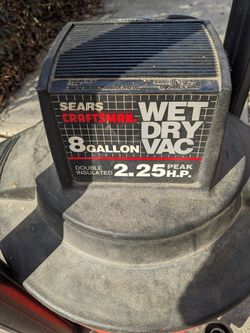 SEARS
CRAFTSMAN
8 GALLON
WET
DRY
VAC
DOUBLE
INSULATED
2.25 PEAK
H.P.